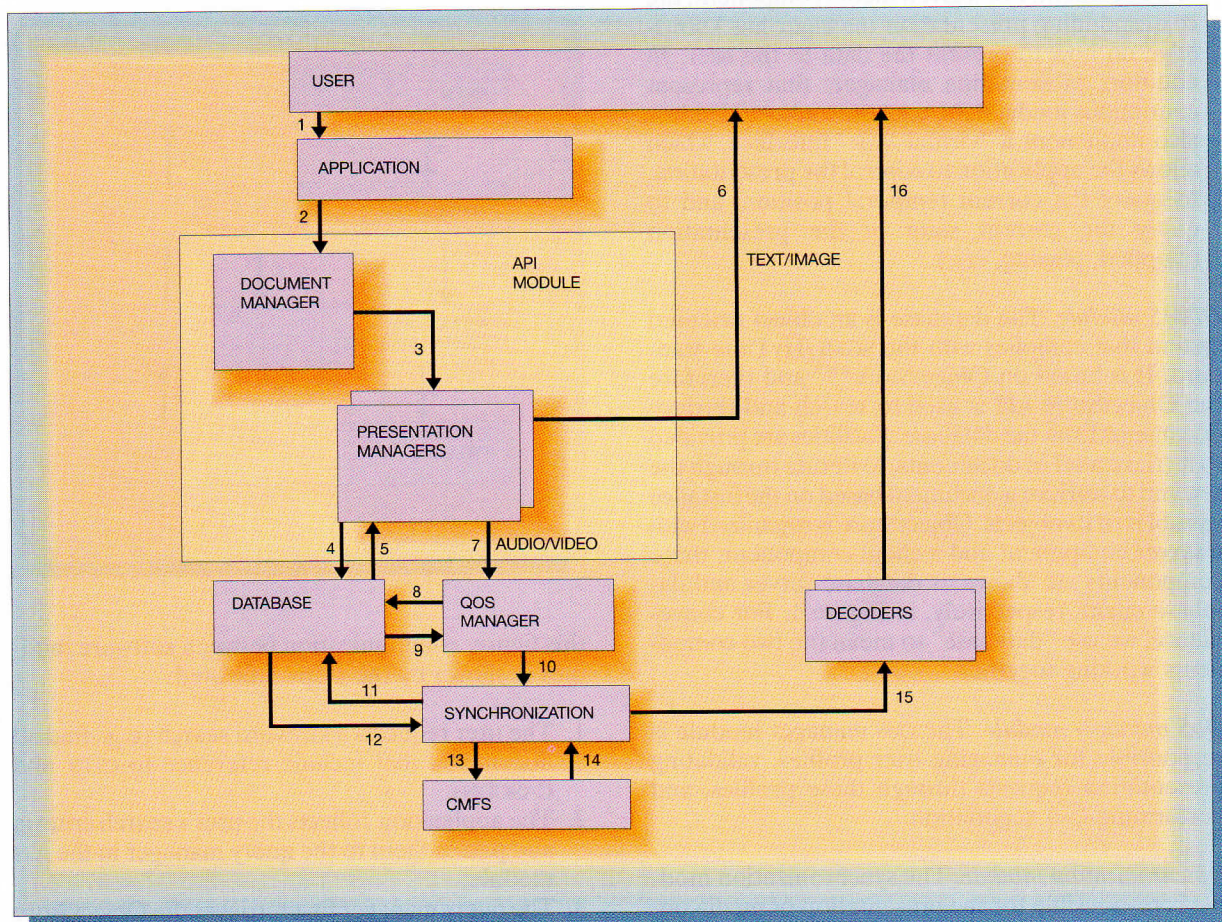 USER
1
APPLICATION
2
API
MODULE
DOCUMENT
MANAGER
3
6
16
TEXT/IMAGE
PRESENTATION
MANAGERS
4
5
7
AUDIO/VIDEO
DATABASE
8
9
QOS
MANAGER
DECODERS
10
11
12
SYNCHRONIZATION
15
13
14
CMFS